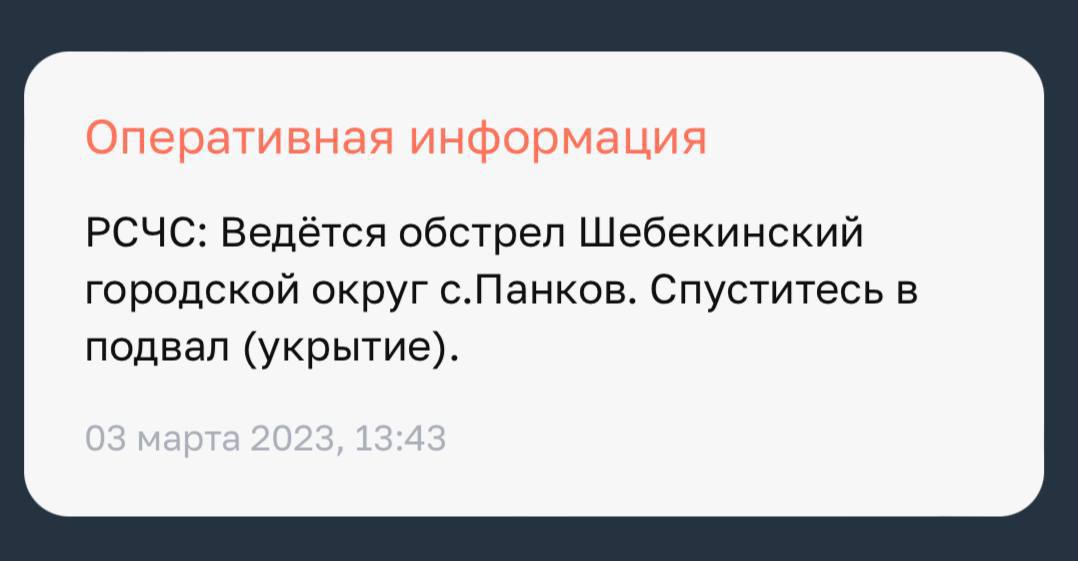 Оперативная информация
РСЧС: Ведётся обстрел Шебекинский
городской округ с.Панков. Спуститесь в
подвал (укрытие).
03 марта 2023, 13:43